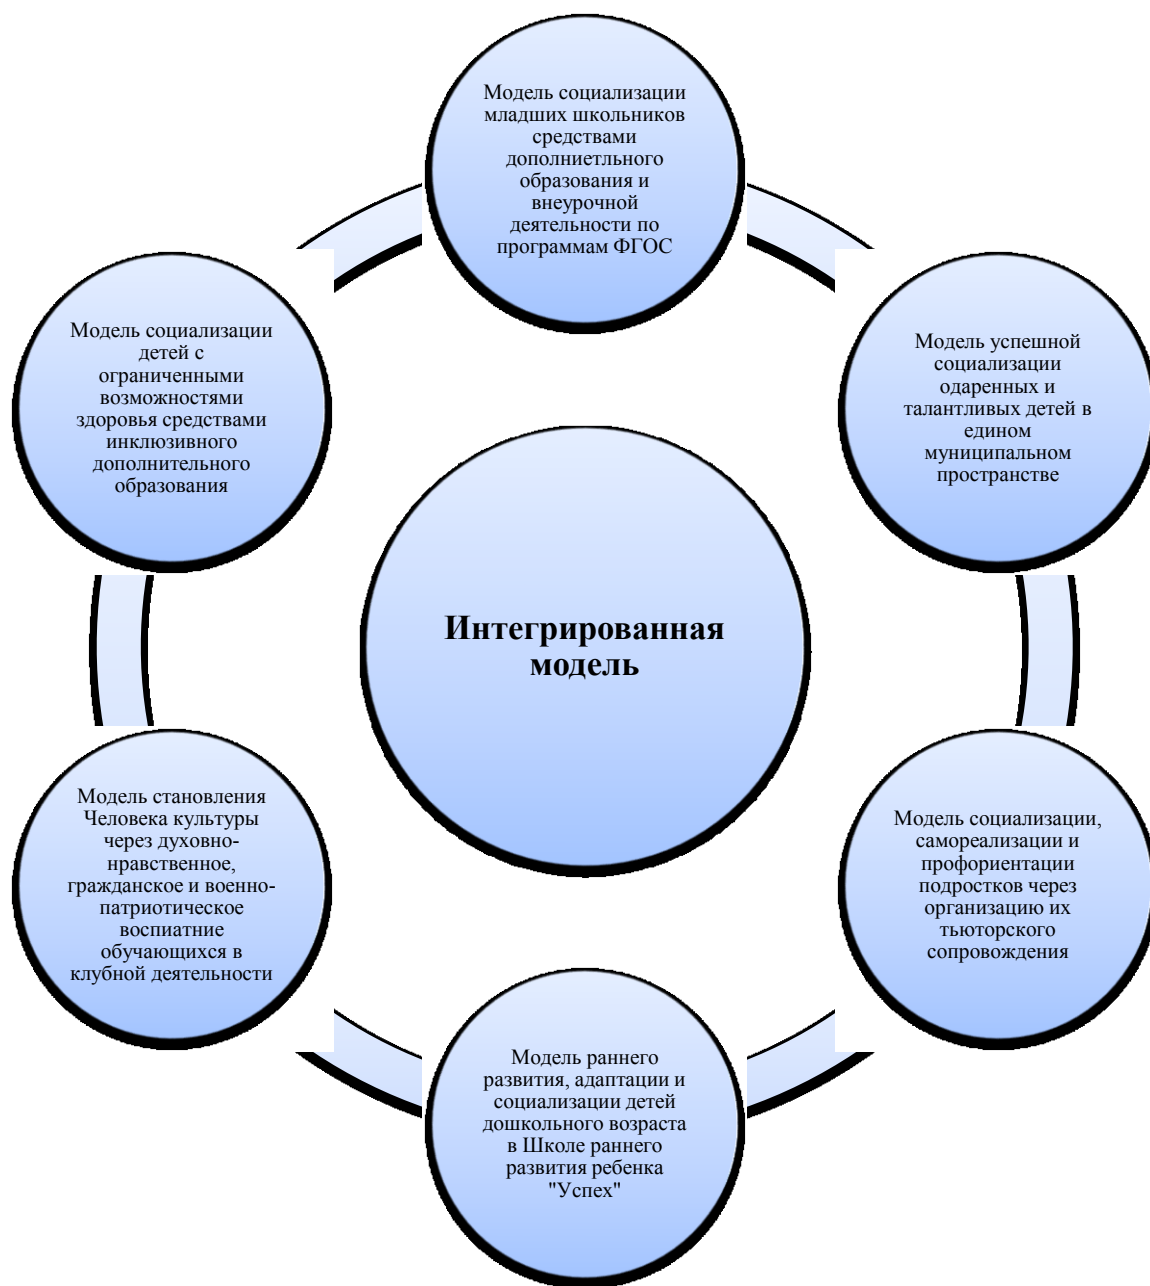 Модель социализации
младших школьников
средствами
дополниетльного
образования и
внеурочной
деятельности по
программам ФГОС
Модель успешной
социализации
одаренных и
талантливых детей в
едином
муниципальном
пространстве
Модель социализации,
самореализации и
профориентации
подростков через
организацию их
тьюторского
сопровождения
Модель раннего
развития, адаптации и
социализации детей
дошкольного возраста
в Школе раннего
развития ребенка
"Успех"
Модель становления
Человека культуры
через духовно-
нравственное,
гражданское и военно-
патриотическое
воспиатние
обучающихся в
клубной деятельности
Модель социализации
детей с
ограниченными
возможностями
здоровья средствами
инклюзивного
дополнительного
образования
Интегрированная
модель